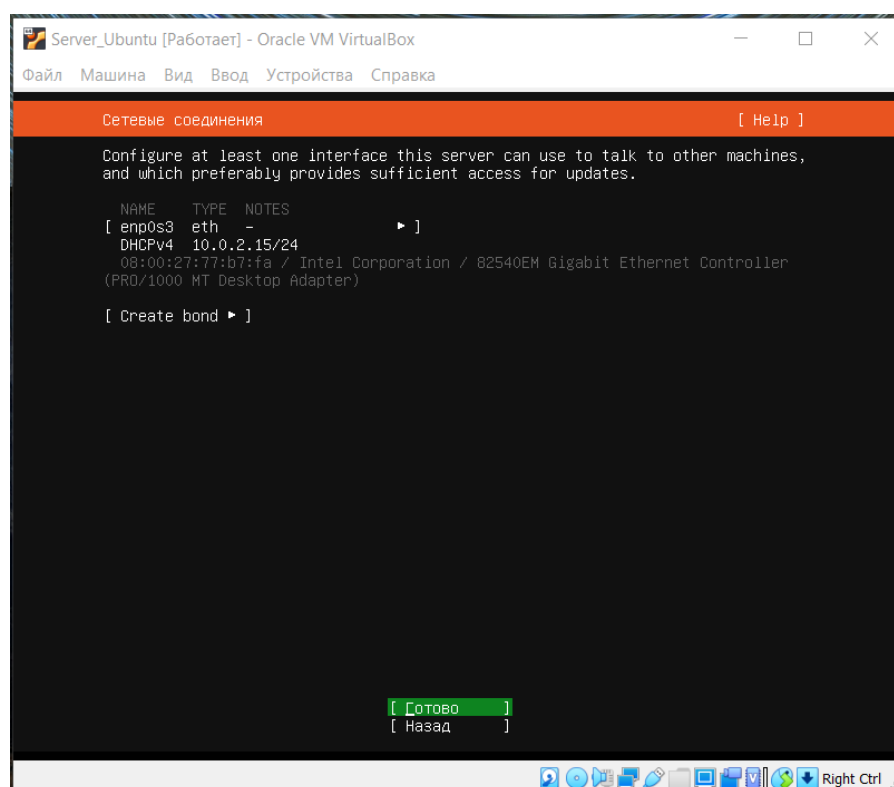 Server_Ubuntu [Работает] - Oracle VM VirtualBox
Файл Машина Вид Ввод Устройства Справка
Сетевые соединения [ Help ]
Configure at least one interface this server can use to talk to other machines,
and which preferably provides sufficient access for updates.
NAME TYPE NOTES
[ enp0s3 eth - ▸ ]
DHCPv4 10.0.2.15/24
08:00:27:77:b7:fa / Intel Corporation / 82540EM Gigabit Ethernet Controller
(PRO/1000 MT Desktop Adapter)
[ Create bond ▸ ]
[ Готово ]
[ Назад ]
Right Ctrl